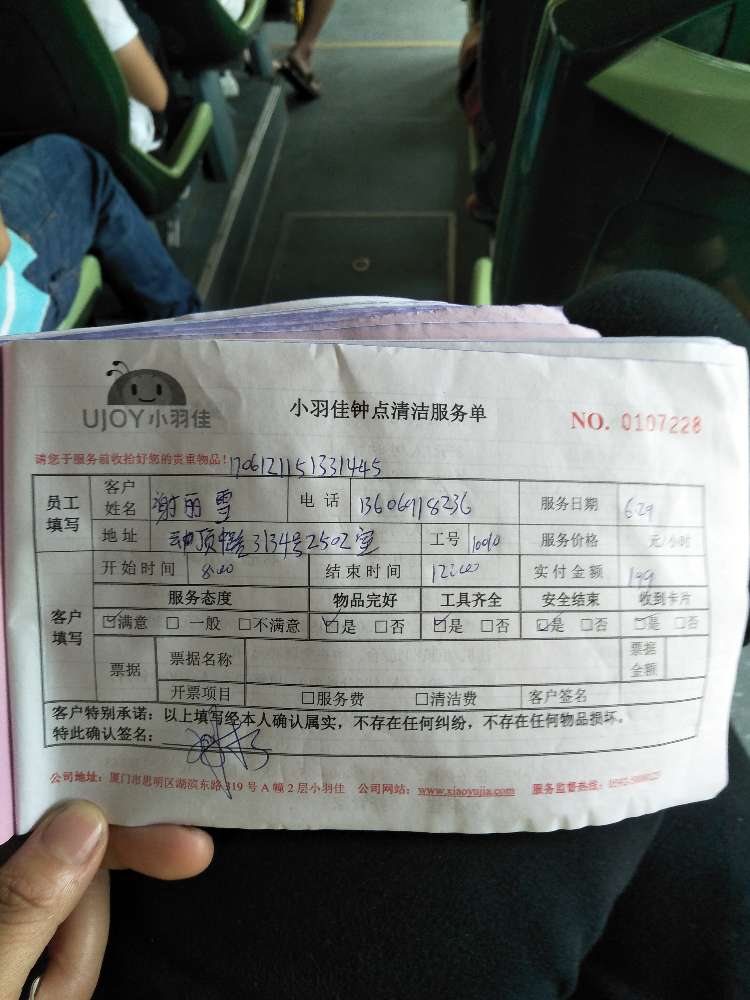 UJOY小羽佳
小羽佳钟点清洁服务单
NO. 0107228
请您于服务前收拾好您的贵重物品!
1706121151331445
员工填写 客户姓名 谢丽雪 电话 13606918236 服务日期 6.29
地址 3134号2502室 工号 服务价格 元/小时
客户填写 开始时间 8:00 结束时间 12:00 实付金额 199
服务态度 物品完好 工具齐全 安全结束 收到卡片
☑满意 □一般 □不满意 ☑是 □否 ☑是 □否 ☑是 □否 ☑是 □否
票据 票据名称 票据金额
开票项目 □服务费 □清洁费 客户签名
客户特别承诺:以上填写经本人确认属实,不存在任何纠纷,不存在任何物品损坏。
特此确认签名:
公司地址:厦门市思明区湖滨东路319号A幢2层小羽佳 公司网站:www.xiaoyujia.com 服务监督热线: